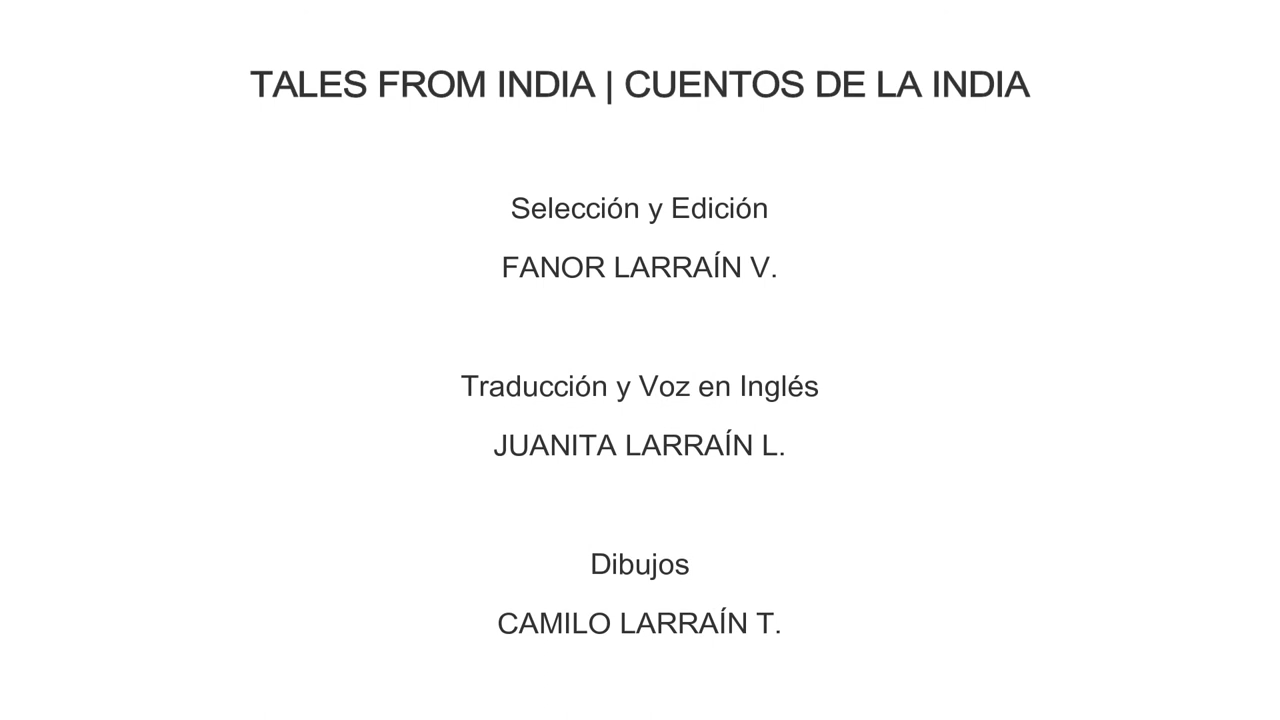 TALES FROM INDIA | CUENTOS DE LA INDIA
Selección y Edición
FANOR LARRAÍN V.
Traducción y Voz en Inglés
JUANITA LARRAÍN L.
Dibujos
CAMILO LARRAÍN T.